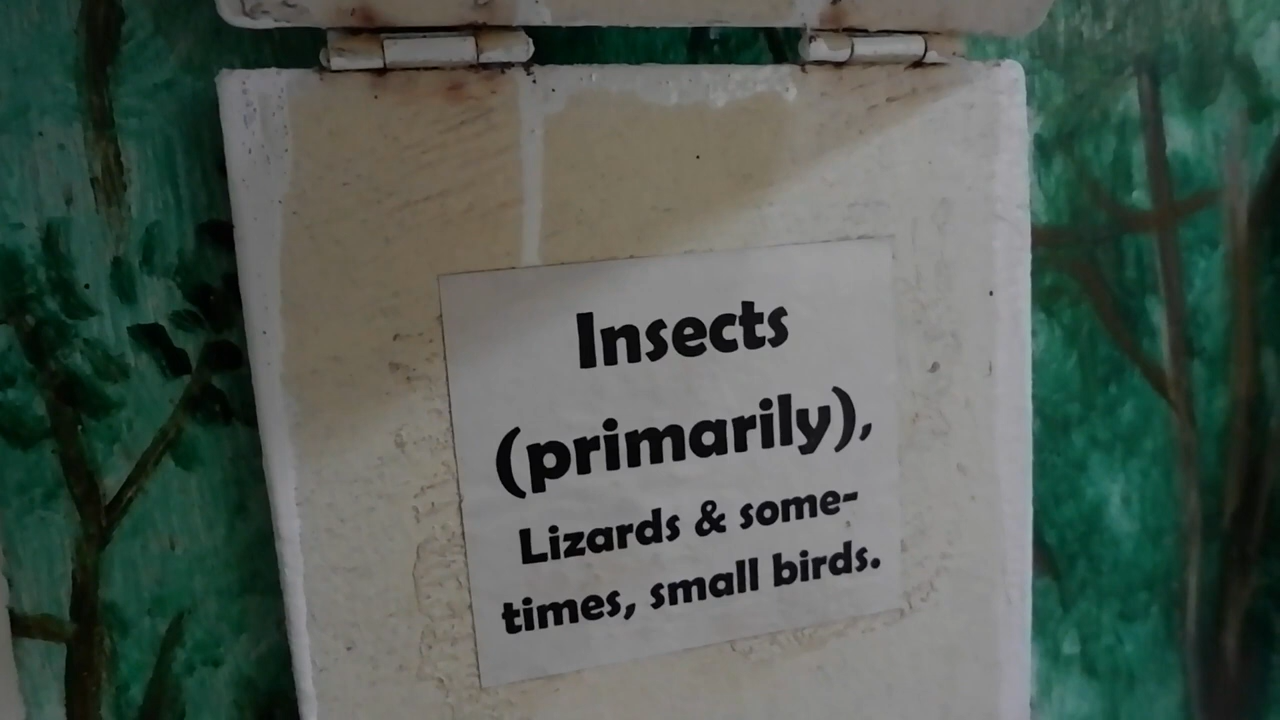 Insects
(primarily),
Lizards & some-
times, small birds.